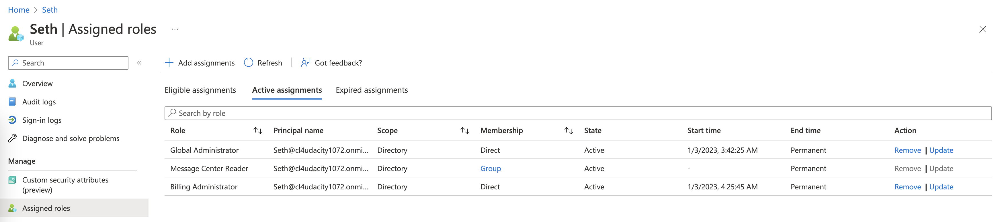 Home > Seth
Seth | Assigned roles ...
User
Search «
Overview
Audit logs
Sign-in logs
Diagnose and solve problems
Manage
Custom security attributes
(preview)
Assigned roles
Add assignments Refresh Got feedback?
Eligible assignments Active assignments Expired assignments
Search by role
Role Principal name Scope Membership State Start time End time Action
Global Administrator Seth@cl4udacity1072.onmi... Directory Direct Active 1/3/2023, 3:42:25 AM Permanent Remove | Update
Message Center Reader Seth@cl4udacity1072.onmi... Directory Group Active - Permanent Remove | Update
Billing Administrator Seth@cl4udacity1072.onmi... Directory Direct Active 1/3/2023, 4:25:45 AM Permanent Remove | Update